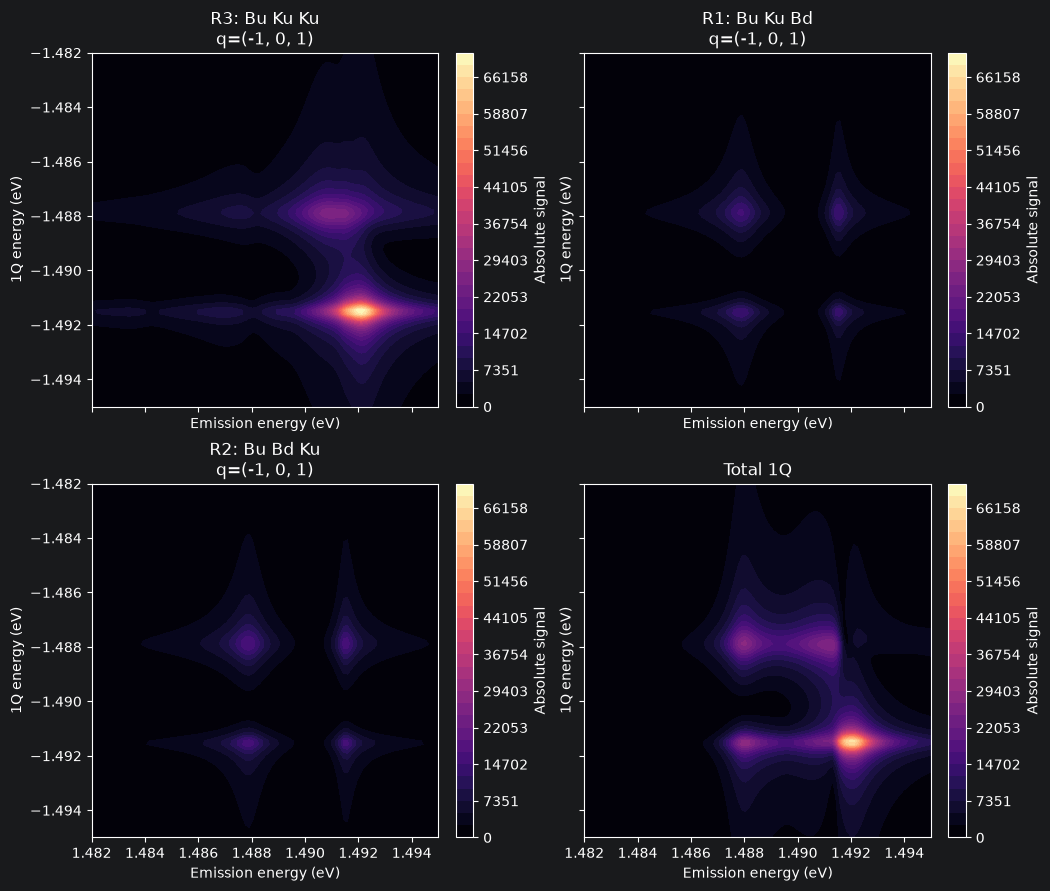 R3: Bu Ku Ku
q=(-1, 0, 1)
−1.482
−1.484
−1.486
−1.488
−1.490
−1.492
−1.494
1Q energy (eV)
Emission energy (eV)
66158
58807
51456
44105
36754
29403
22053
14702
7351
0
Absolute signal
R1: Bu Ku Bd
q=(-1, 0, 1)
1Q energy (eV)
Emission energy (eV)
66158
58807
51456
44105
36754
29403
22053
14702
7351
0
Absolute signal
R2: Bu Bd Ku
q=(-1, 0, 1)
−1.482
−1.484
−1.486
−1.488
−1.490
−1.492
−1.494
1Q energy (eV)
1.482 1.484 1.486 1.488 1.490 1.492 1.494
Emission energy (eV)
66158
58807
51456
44105
36754
29403
22053
14702
7351
0
Absolute signal
Total 1Q
1Q energy (eV)
1.482 1.484 1.486 1.488 1.490 1.492 1.494
Emission energy (eV)
66158
58807
51456
44105
36754
29403
22053
14702
7351
0
Absolute signal